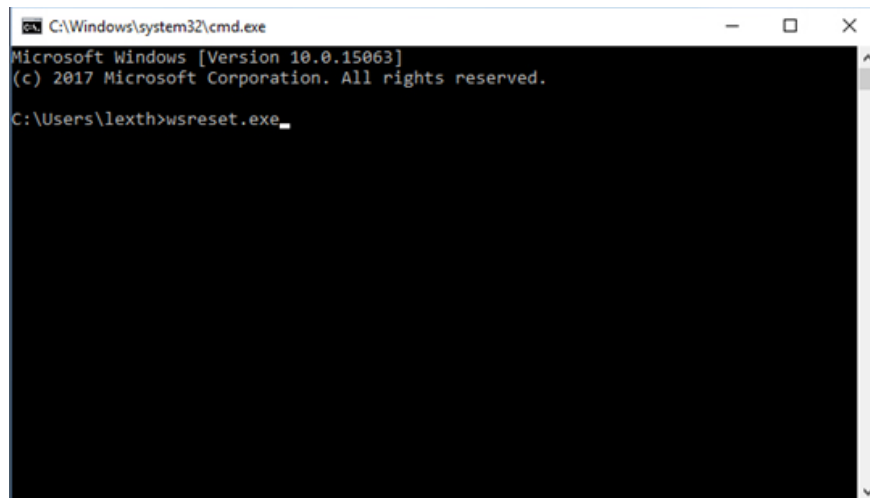 C:\Windows\system32\cmd.exe
Microsoft Windows [Version 10.0.15063]
(c) 2017 Microsoft Corporation. All rights reserved.
C:\Users\lexth>wsreset.exe